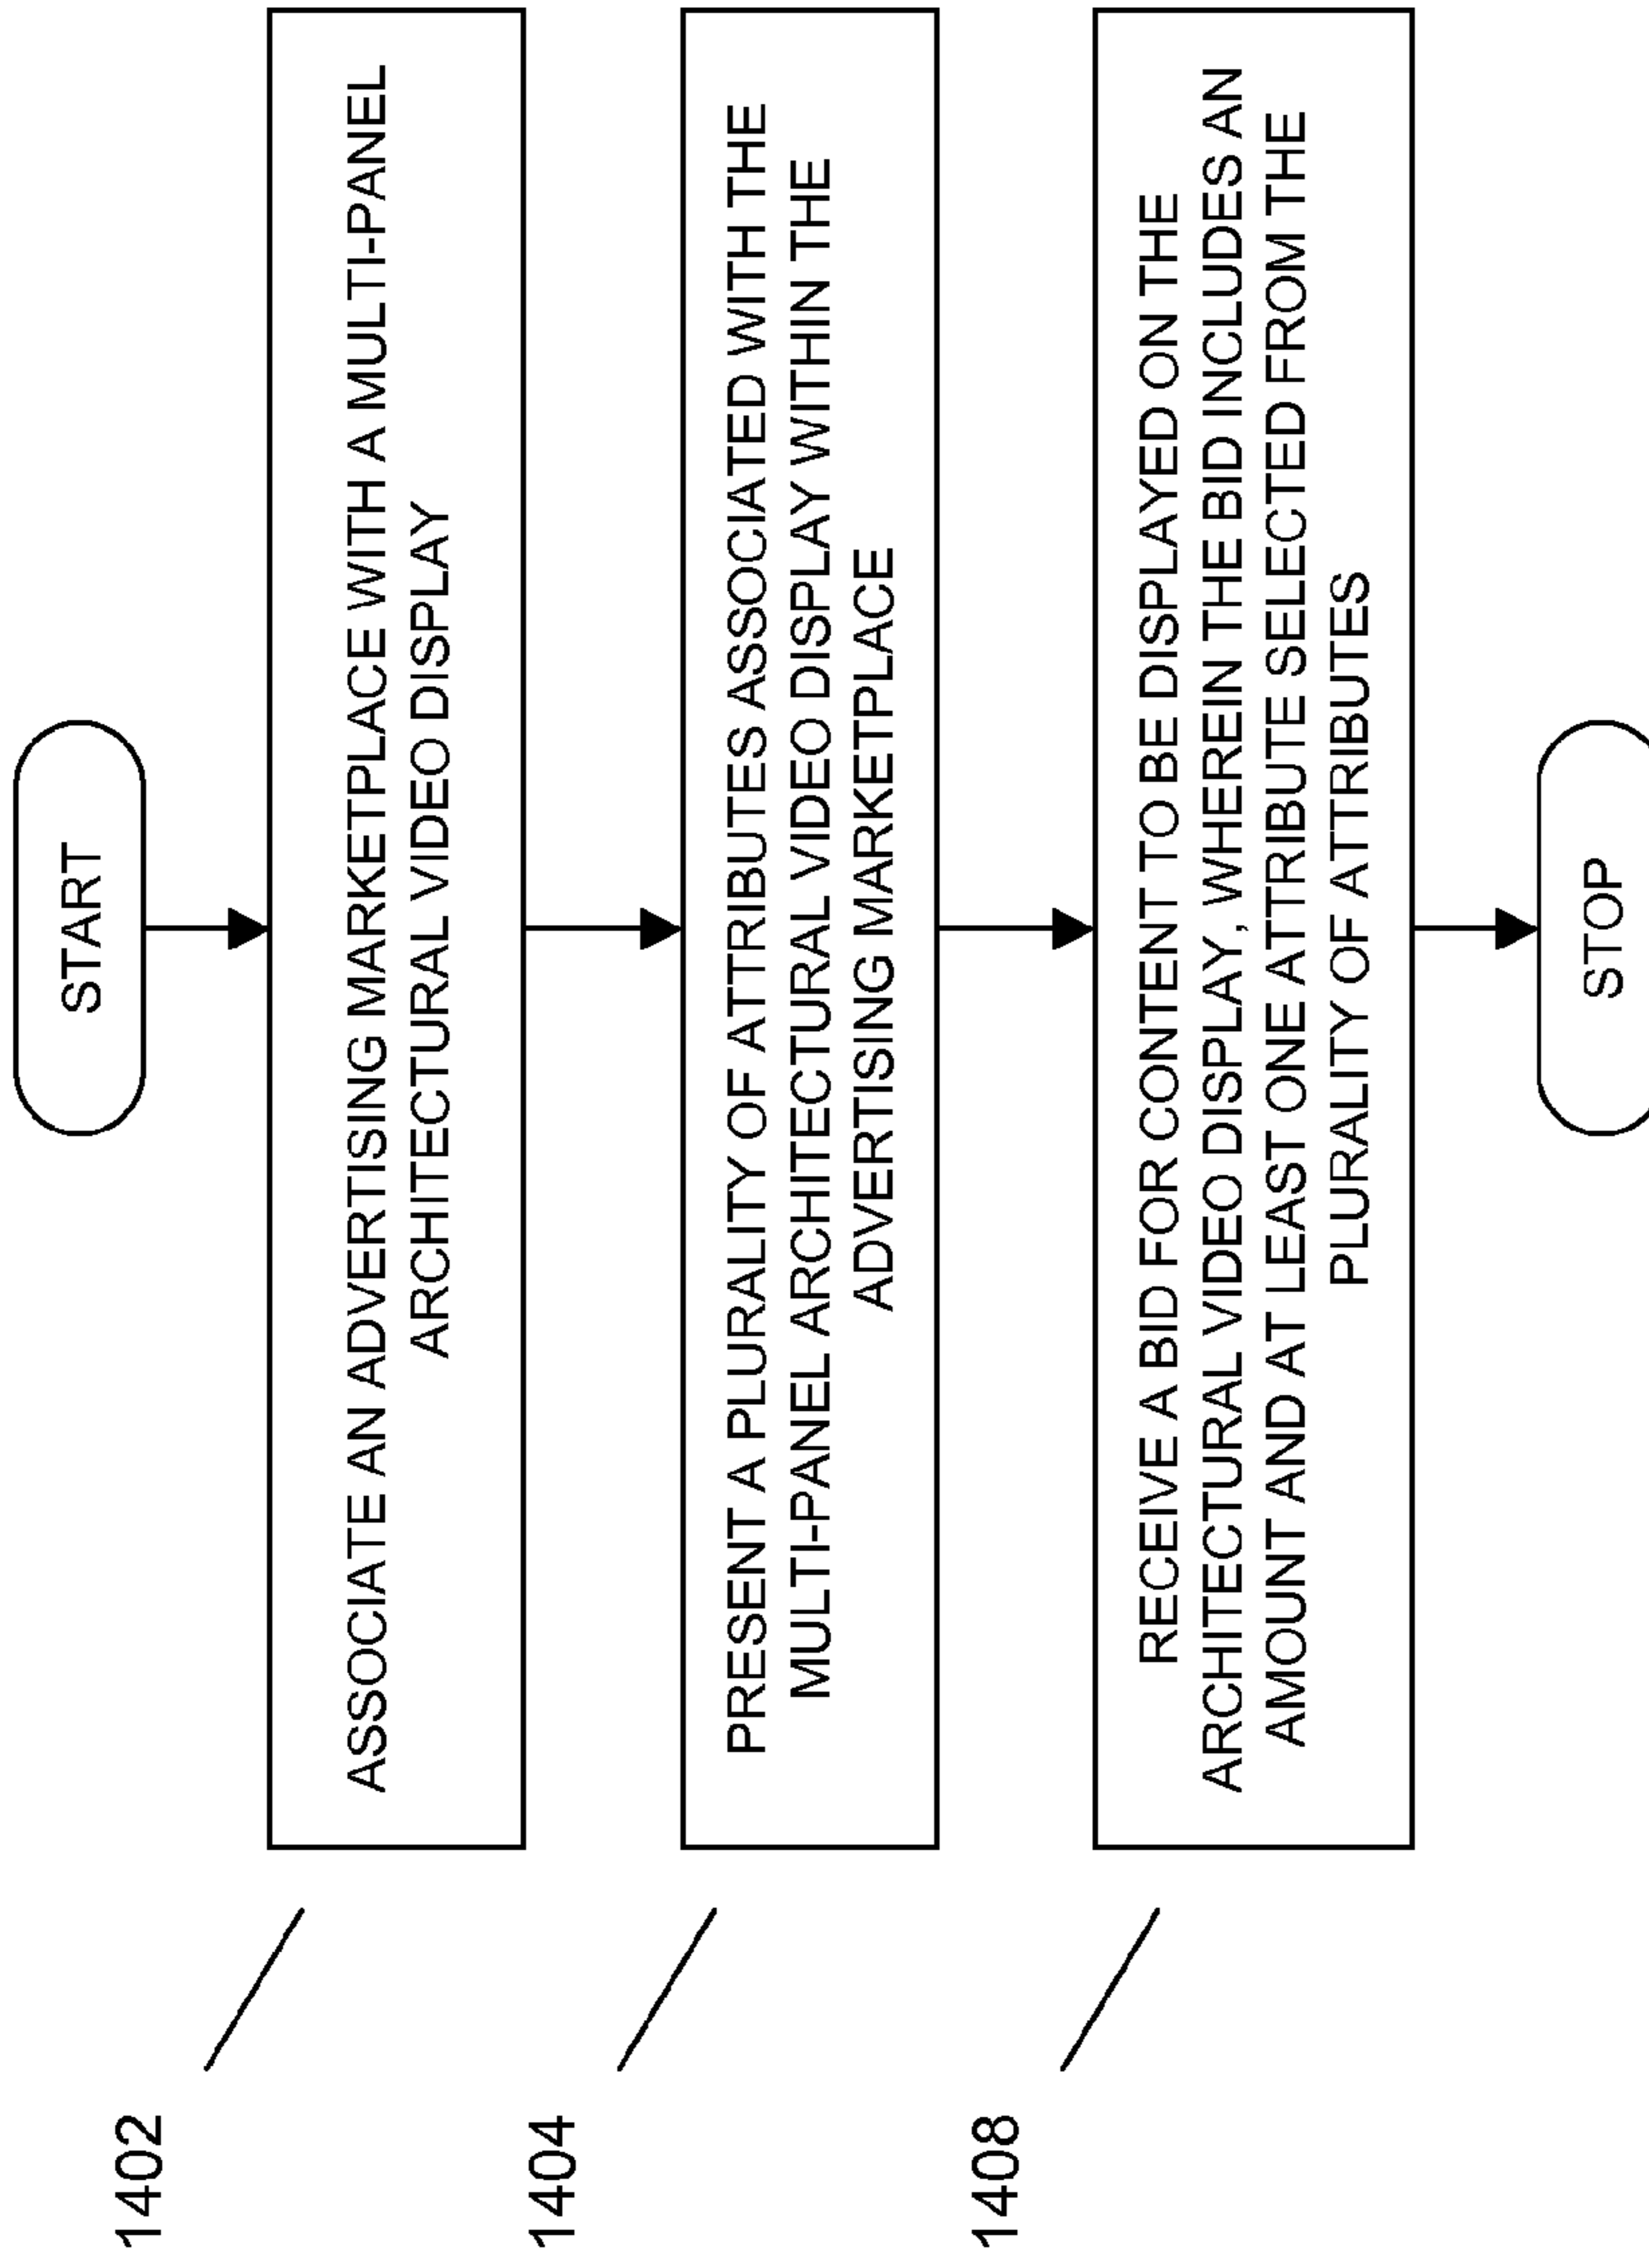 START
1402
ASSOCIATE AN ADVERTISING MARKETPLACE WITH A MULTI-PANEL
ARCHITECTURAL VIDEO DISPLAY
1404
PRESENT A PLURALITY OF ATTRIBUTES ASSOCIATED WITH THE
MULTI-PANEL ARCHITECTURAL VIDEO DISPLAY WITHIN THE
ADVERTISING MARKETPLACE
1408
RECEIVE A BID FOR CONTENT TO BE DISPLAYED ON THE
ARCHITECTURAL VIDEO DISPLAY, WHEREIN THE BID INCLUDES AN
AMOUNT AND AT LEAST ONE ATTRIBUTE SELECTED FROM THE
PLURALITY OF ATTRIBUTES
STOP